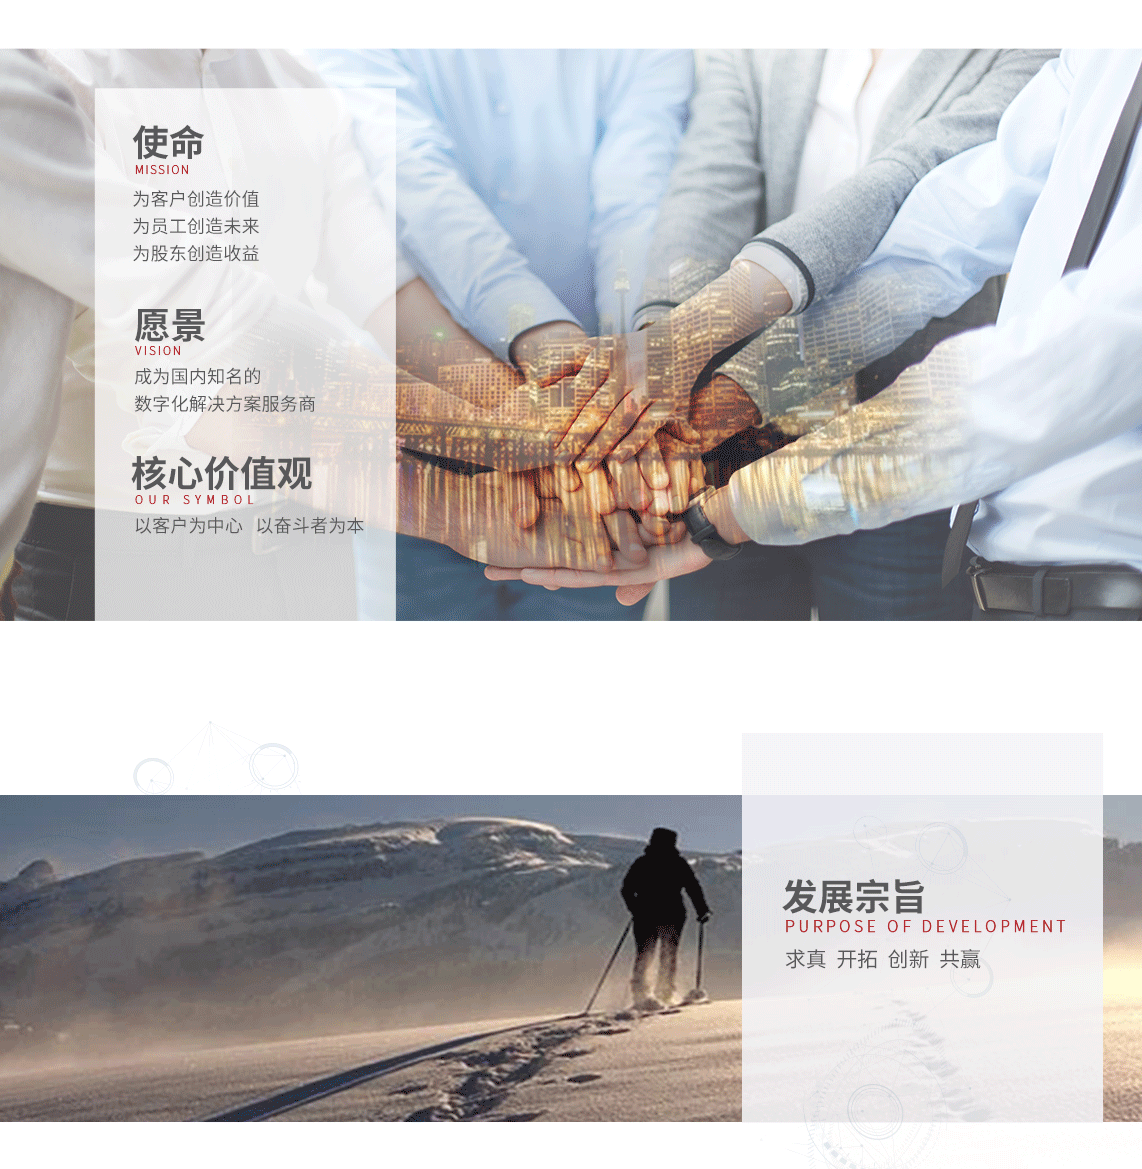 使命
MISSION
为客户创造价值
为员工创造未来
为股东创造收益
愿景
VISION
成为国内知名的
数字化解决方案服务商
核心价值观
OUR SYMBOL
以客户为中心 以奋斗者为本
发展宗旨
PURPOSE OF DEVELOPMENT
求真 开拓 创新 共赢